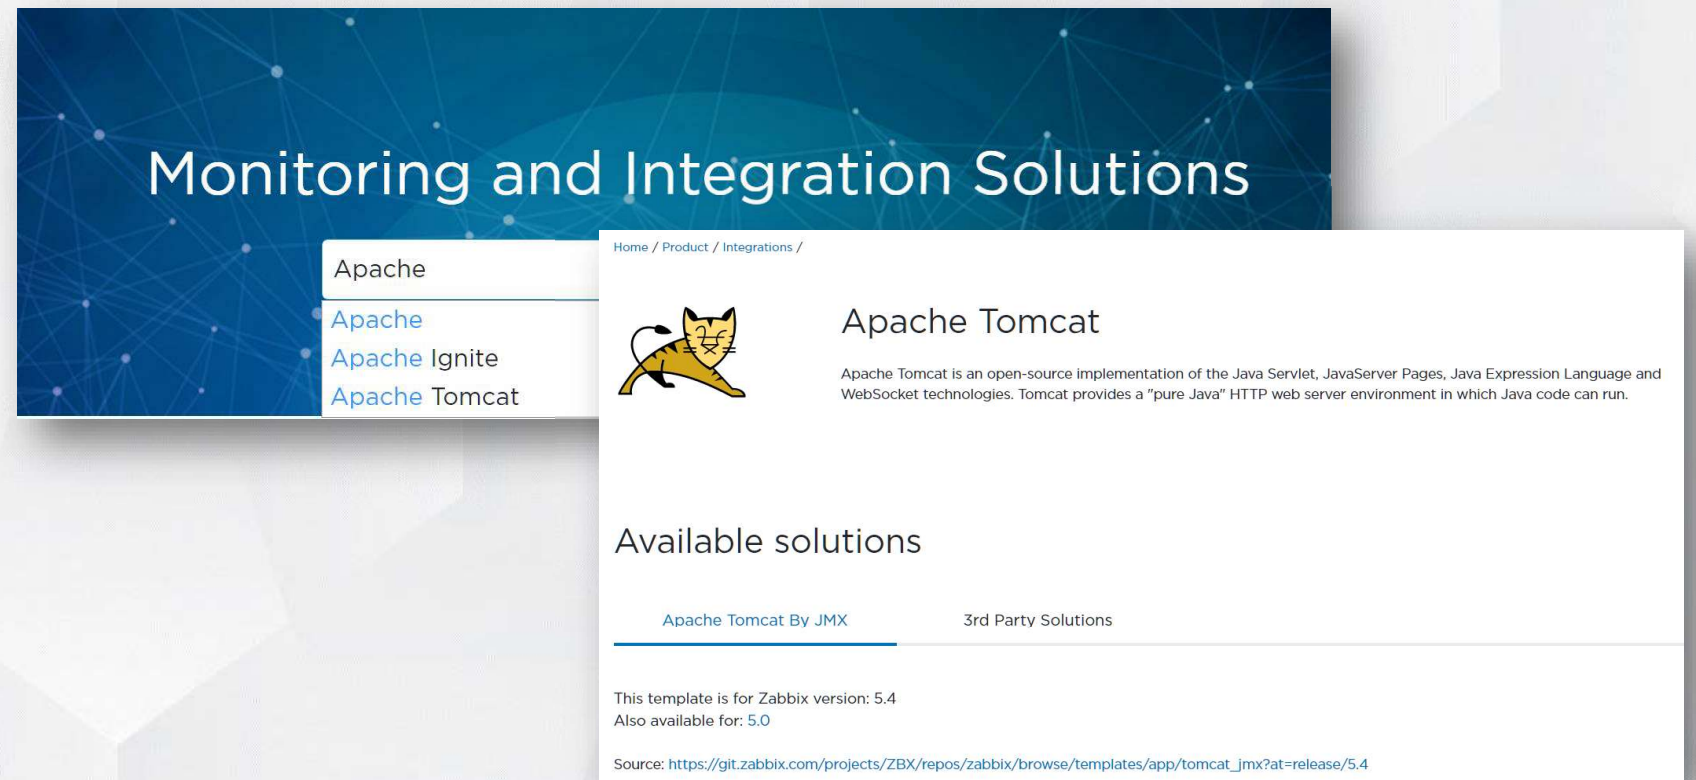 Monitoring and Integration Solutions
Apache
Apache
Apache Ignite
Apache Tomcat
Home / Product / Integrations /
Apache Tomcat
Apache Tomcat is an open-source implementation of the Java Servlet, JavaServer Pages, Java Expression Language and
WebSocket technologies. Tomcat provides a "pure Java" HTTP web server environment in which Java code can run.
Available solutions
Apache Tomcat By JMX
3rd Party Solutions
This template is for Zabbix version: 5.4
Also available for: 5.0
Source: https://git.zabbix.com/projects/ZBX/repos/zabbix/browse/templates/app/tomcat_jmx?at=release/5.4